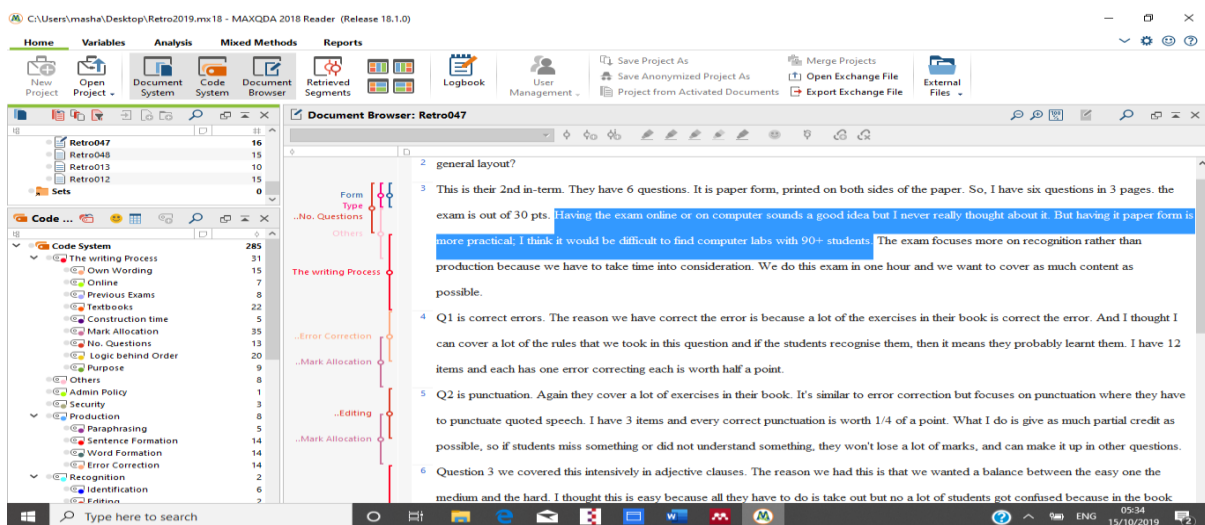 C:\Users\masha\Desktop\Retro2019.mx18 - MAXQDA 2018 Reader (Release 18.1.0)
Home Variables Analysis Mixed Methods Reports
New Project
Open Project
Document System
Code System
Document Browser
Retrieved Segments
Logbook
User Management
Save Project As
Save Anonymized Project As
Project from Activated Documents
Merge Projects
Open Exchange File
Export Exchange File
External Files
Retro047 16
Retro048 15
Retro013 10
Retro012 15
Sets 0
Code ...
Code System 285
The writing Process 31
Own Wording 15
Online 7
Previous Exams 8
Textbooks 22
Construction time 5
Mark Allocation 35
No. Questions 13
Logic behind Order 20
Purpose 9
Others 8
Admin Policy 1
Security 3
Production 8
Paraphrasing 5
Sentence Formation 14
Word Formation 14
Error Correction 14
Recognition 2
Identification 6
Editing 2
Document Browser: Retro047
Form
Type
..No. Questions
Others
The writing Process
..Error Correction
..Mark Allocation
..Editing
..Mark Allocation
2 general layout?
3 This is their 2nd in-term. They have 6 questions. It is paper form, printed on both sides of the paper. So, I have six questions in 3 pages. the
exam is out of 30 pts. Having the exam online or on computer sounds a good idea but I never really thought about it. But having it paper form is
more practical; I think it would be difficult to find computer labs with 90+ students. The exam focuses more on recognition rather than
production because we have to take time into consideration. We do this exam in one hour and we want to cover as much content as
possible.
4 Q1 is correct errors. The reason we have correct the error is because a lot of the exercises in their book is correct the error. And I thought I
can cover a lot of the rules that we took in this question and if the students recognise them, then it means they probably learnt them. I have 12
items and each has one error correcting each is worth half a point.
5 Q2 is punctuation. Again they cover a lot of exercises in their book. It's similar to error correction but focuses on punctuation where they have
to punctuate quoted speech. I have 3 items and every correct punctuation is worth 1/4 of a point. What I do is give as much partial credit as
possible, so if students miss something or did not understand something, they won't lose a lot of marks, and can make it up in other questions.
6 Question 3 we covered this intensively in adjective clauses. The reason we had this is that we wanted a balance between the easy one the
medium and the hard. I thought this is easy because all they have to do is take out but no a lot of students got confused because in the book
Type here to search
ENG
05:34
15/10/2019